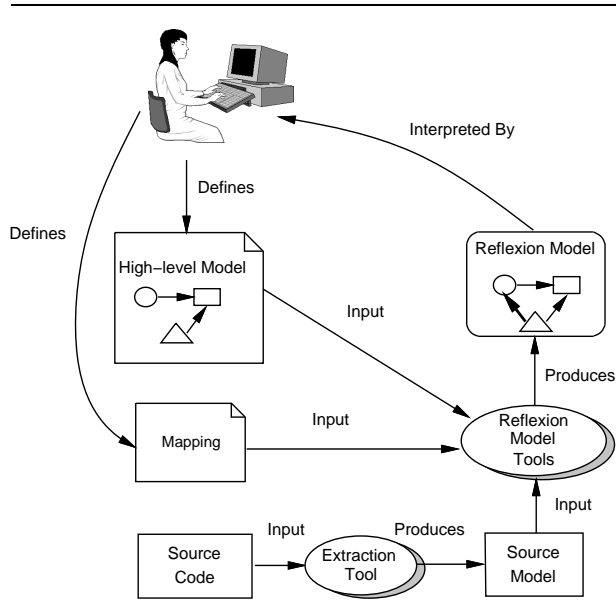 Interpreted By
Defines
Defines
High–level Model
Reflexion Model
Input
Produces
Mapping
Input
Reflexion
Model
Tools
Input
Input
Produces
Source
Code
Extraction
Tool
Source
Model